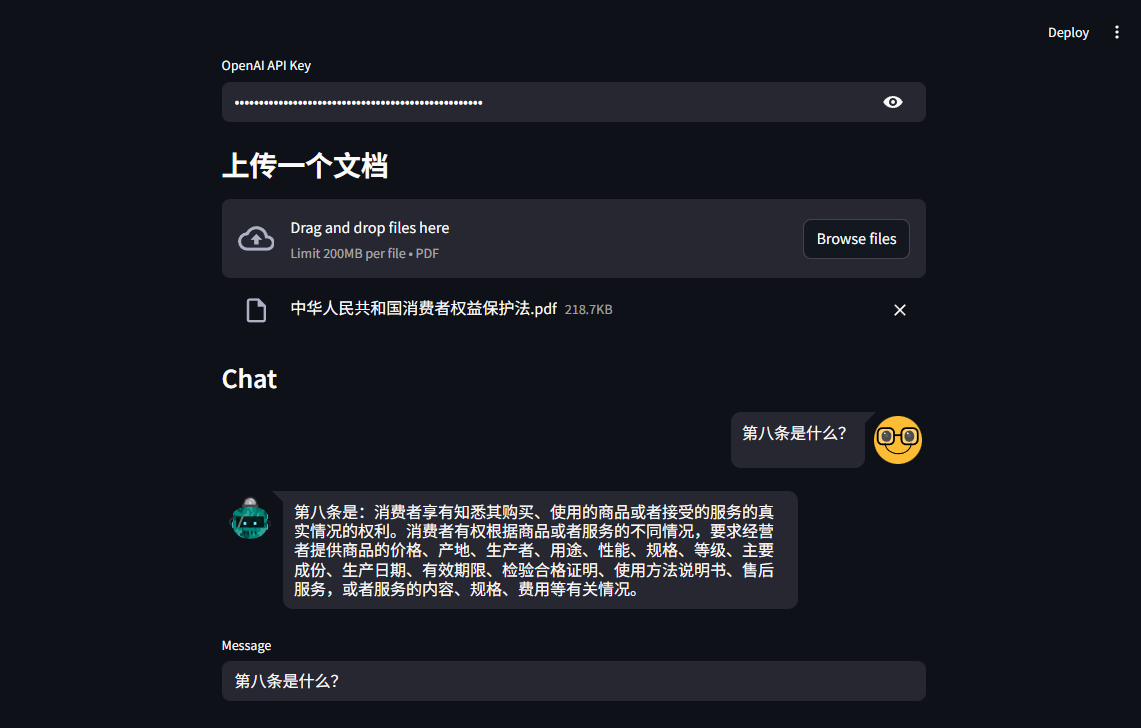 Deploy
OpenAI API Key
上传一个文档
Drag and drop files here
Limit 200MB per file • PDF
Browse files
中华人民共和国消费者权益保护法.pdf 218.7KB
Chat
第八条是什么？
第八条是：消费者享有知悉其购买、使用的商品或者接受的服务的真
实情况的权利。消费者有权根据商品或者服务的不同情况，要求经营
者提供商品的价格、产地、生产者、用途、性能、规格、等级、主要
成份、生产日期、有效期限、检验合格证明、使用方法说明书、售后
服务，或者服务的内容、规格、费用等有关情况。
Message
第八条是什么？